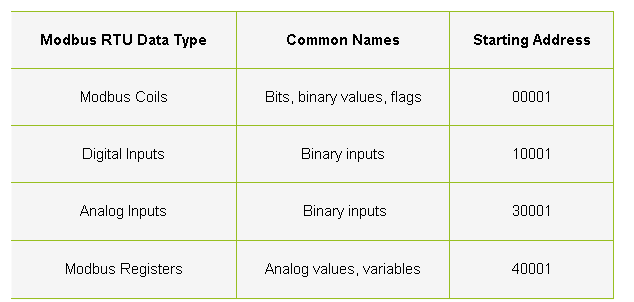 Modbus RTU Data Type Common Names Starting Address
Modbus Coils Bits, binary values, flags 00001
Digital Inputs Binary inputs 10001
Analog Inputs Binary inputs 30001
Modbus Registers Analog values, variables 40001